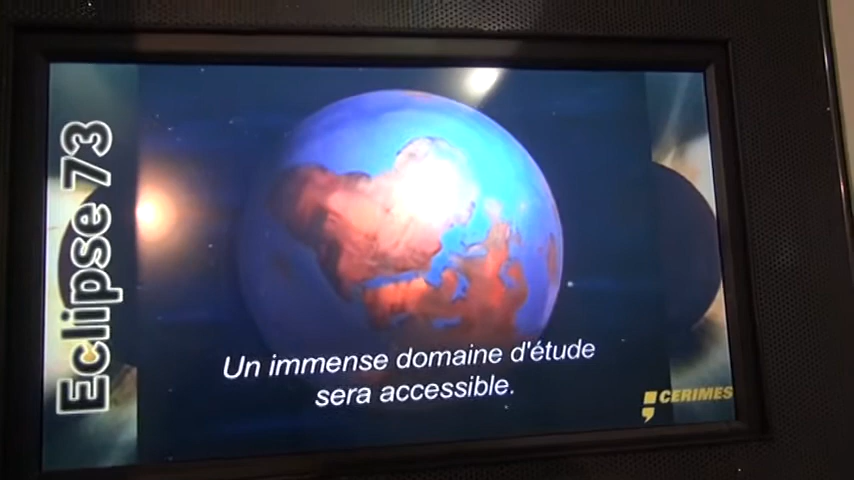 Eclipse 73
Un immense domaine d'étude
sera accessible.
CERIMES